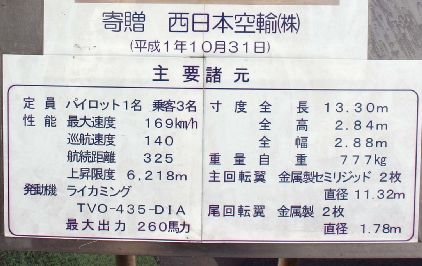 寄贈 西日本空輸㈱
(平成1年10月31日)
主要諸元
定員 パイロット1名 乗客3名
性能 最大速度 169km/h
巡航速度 140
航続距離 325
上昇限度 6.218m
発動機 ライカミング
TVO-435-D1A
最大出力 260馬力
寸度 全長 13.30m
全高 2.84m
全幅 2.88m
重量 自重 777kg
主回転翼 金属製セミリジッド 2枚
直径 11.32m
尾回転翼 金属製 2枚
直径 1.78m